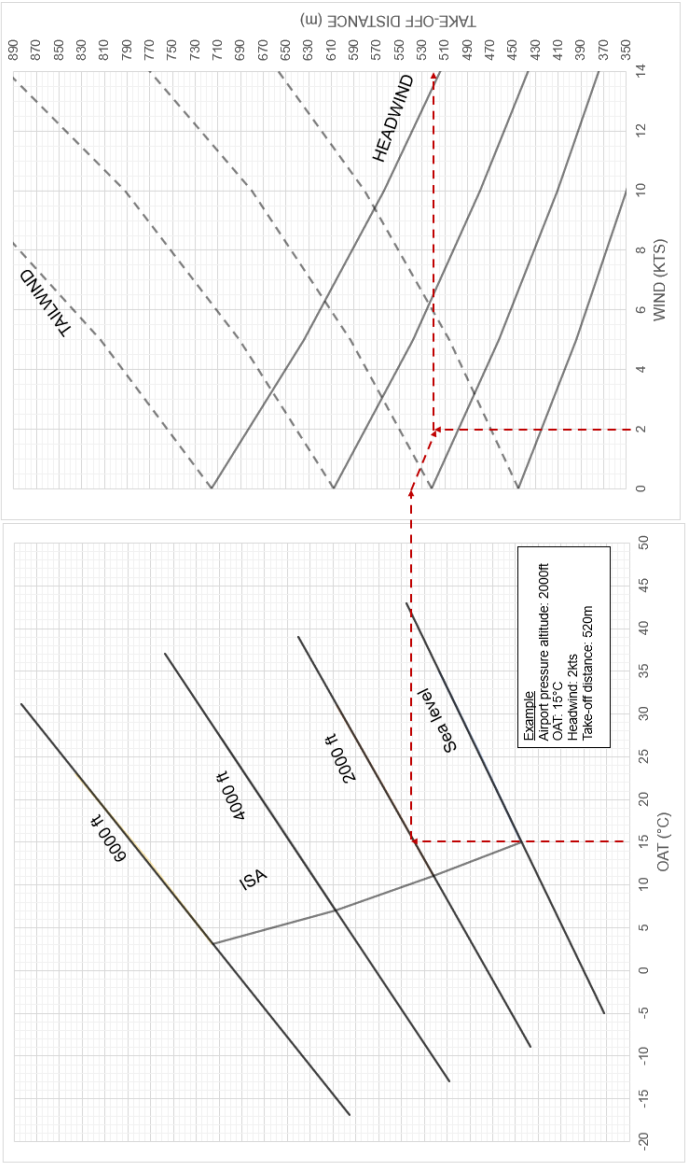 TAKE-OFF DISTANCE (m)
890 870 850 830 810 790 770 750 730 710 690 670 650 630 610 590 570 550 530 510 490 470 450 430 410 390 370 350
TAILWIND
HEADWIND
0 2 4 6 8 10 12 14
WIND (KTS)
6000 ft
4000 ft
2000 ft
Sea level
ISA
Example
Airport pressure altitude: 2000ft
OAT: 15°C
Headwind: 2kts
Take-off distance: 520m
-20 -15 -10 -5 0 5 10 15 20 25 30 35 40 45 50
OAT (°C)